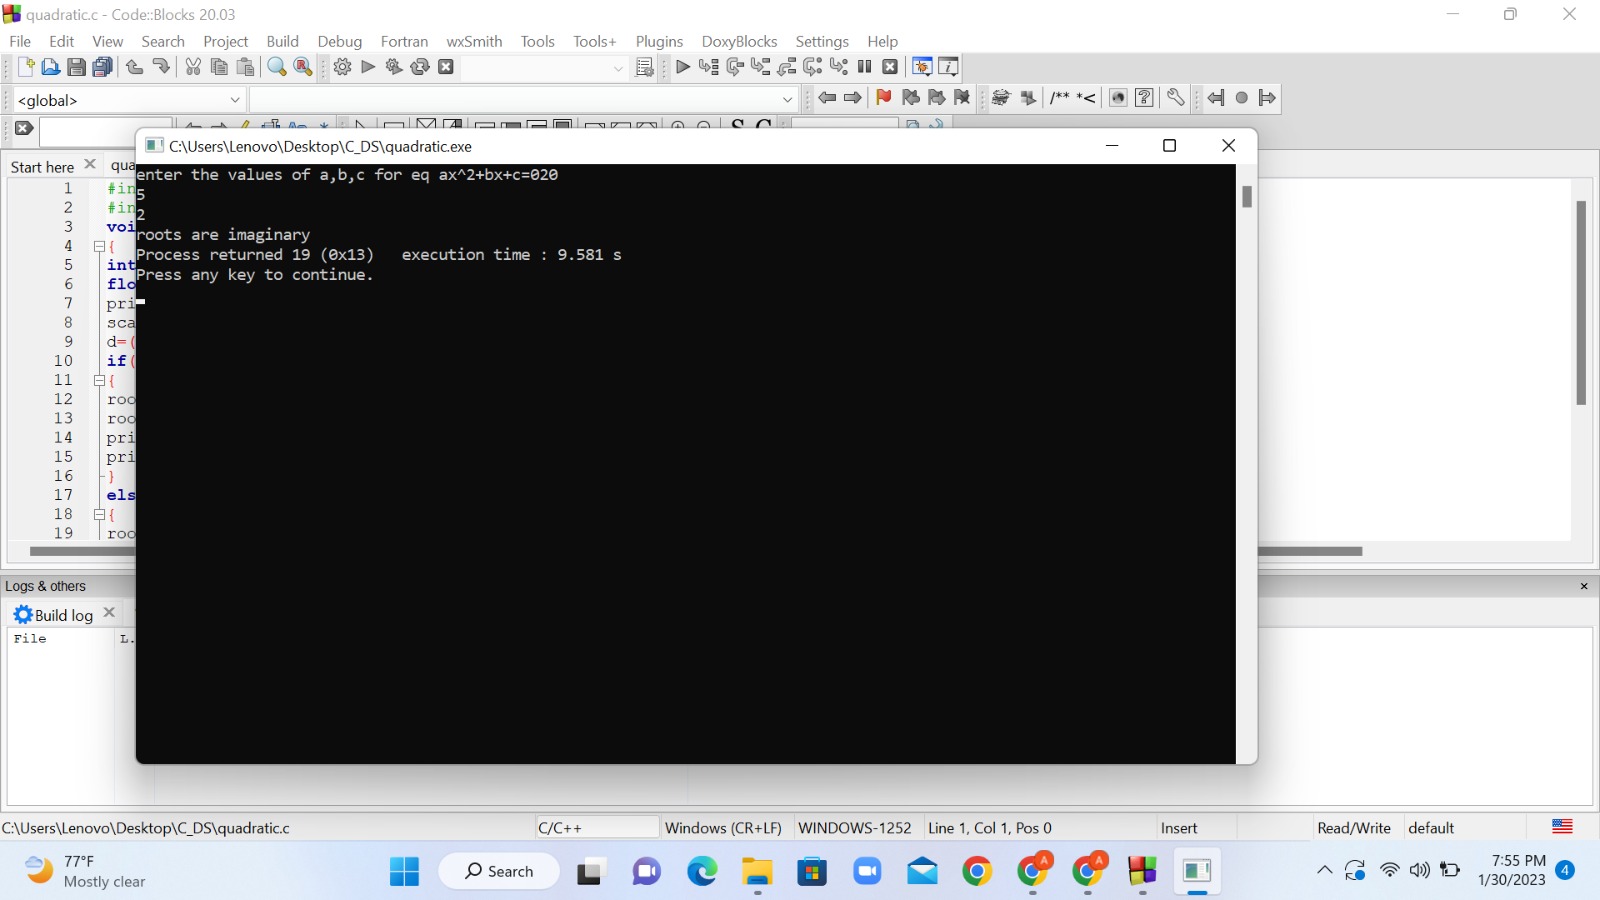 quadratic.c - Code::Blocks 20.03
File Edit View Search Project Build Debug Fortran wxSmith Tools Tools+ Plugins DoxyBlocks Settings Help
<global>
/** *<
S C
C:\Users\Lenovo\Desktop\C_DS\quadratic.exe
Start here qua
enter the values of a,b,c for eq ax^2+bx+c=020
5
2
roots are imaginary
Process returned 19 (0x13) execution time : 9.581 s
Press any key to continue.
1 #in
2 #in
3 voi
4 {
5 int
6 flo
7 pri
8 sca
9 d=(
10 if(
11 {
12 roo
13 roo
14 pri
15 pri
16 }
17 els
18 {
19 roo
Logs & others
Build log
File L.
C:\Users\Lenovo\Desktop\C_DS\quadratic.c C/C++ Windows (CR+LF) WINDOWS-1252 Line 1, Col 1, Pos 0 Insert Read/Write default
77°F
Mostly clear
Search
A
A
7:55 PM
1/30/2023
4